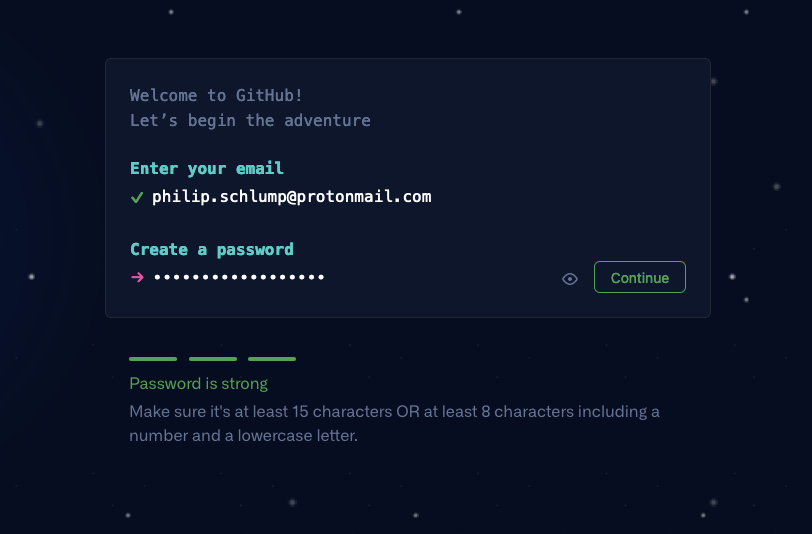 Welcome to GitHub!
Let’s begin the adventure
Enter your email
philip.schlump@protonmail.com
Create a password
••••••••••••••••••
Continue
Password is strong
Make sure it's at least 15 characters OR at least 8 characters including a
number and a lowercase letter.